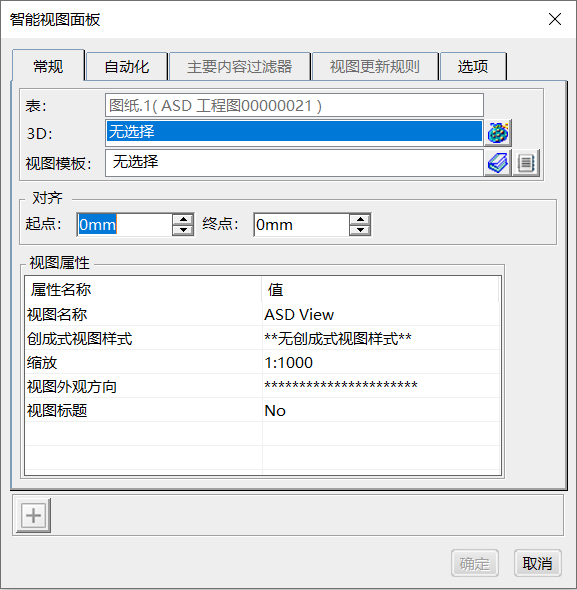 智能视图面板
常规 自动化 主要内容过滤器 视图更新规则 选项
表: 图纸.1( ASD 工程图00000021 )
3D: 无选择
视图模板: 无选择
对齐
起点: 0mm 终点: 0mm
视图属性
属性名称 值
视图名称 ASD View
创成式视图样式 **无创成式视图样式**
缩放 1:1000
视图外观方向 **********************
视图标题 No
确定 取消